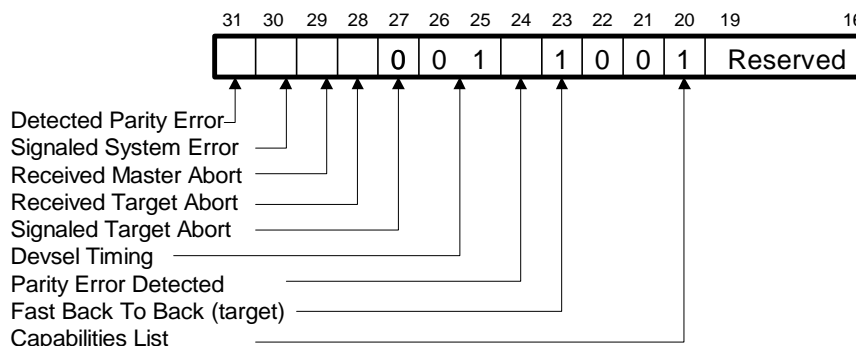 31 30 29 28 27 26 25 24 23 22 21 20 19 16
0 0 1 1 0 0 1 Reserved
Detected Parity Error
Signaled System Error
Received Master Abort
Received Target Abort
Signaled Target Abort
Devsel Timing
Parity Error Detected
Fast Back To Back (target)
Capabilities List